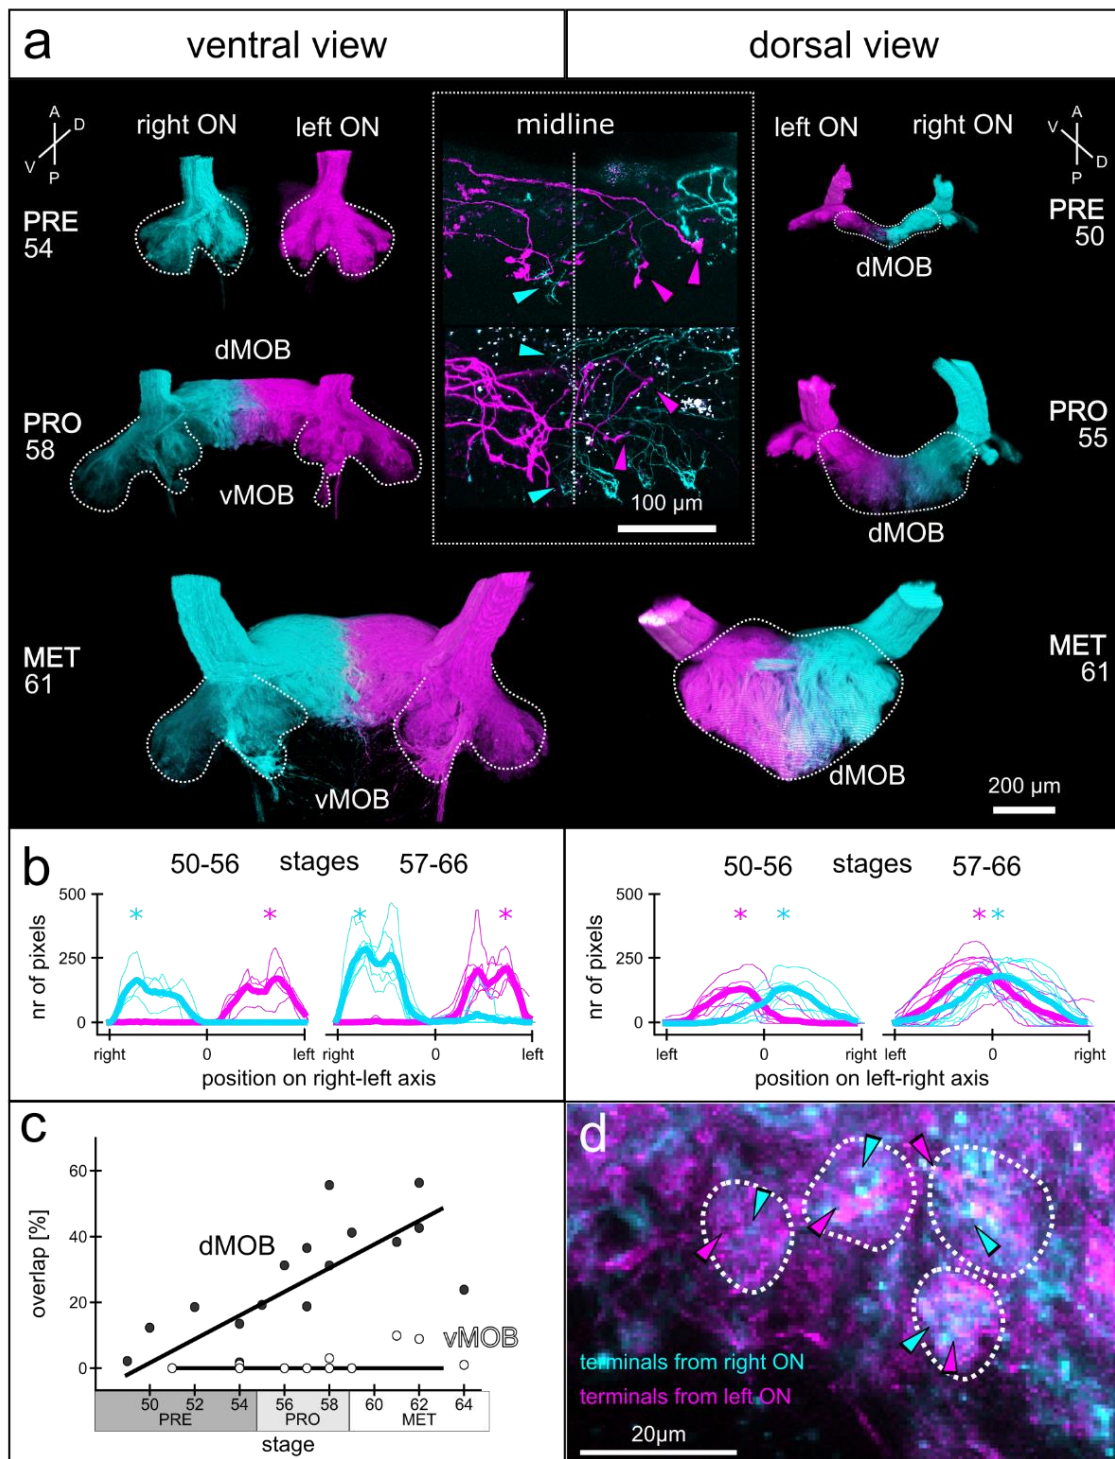 a
ventral view
dorsal view
A
D
V
P
right ON
left ON
midline
left ON
right ON
A
V
D
P
PRE
54
PRE
50
dMOB
dMOB
PRO
58
vMOB
100 µm
PRO
55
dMOB
MET
61
vMOB
MET
61
dMOB
200 µm
b
50-56 stages 57-66
500
250
0
nr of pixels
* * * *
right 0 left right 0 left
position on right-left axis
50-56 stages 57-66
500
250
0
nr of pixels
* * * *
left 0 right left 0 right
position on left-right axis
c
60
40
20
0
overlap [%]
dMOB
vMOB
50 52 54 56 58 60 62 64
PRE PRO MET
stage
d
terminals from right ON
terminals from left ON
20µm